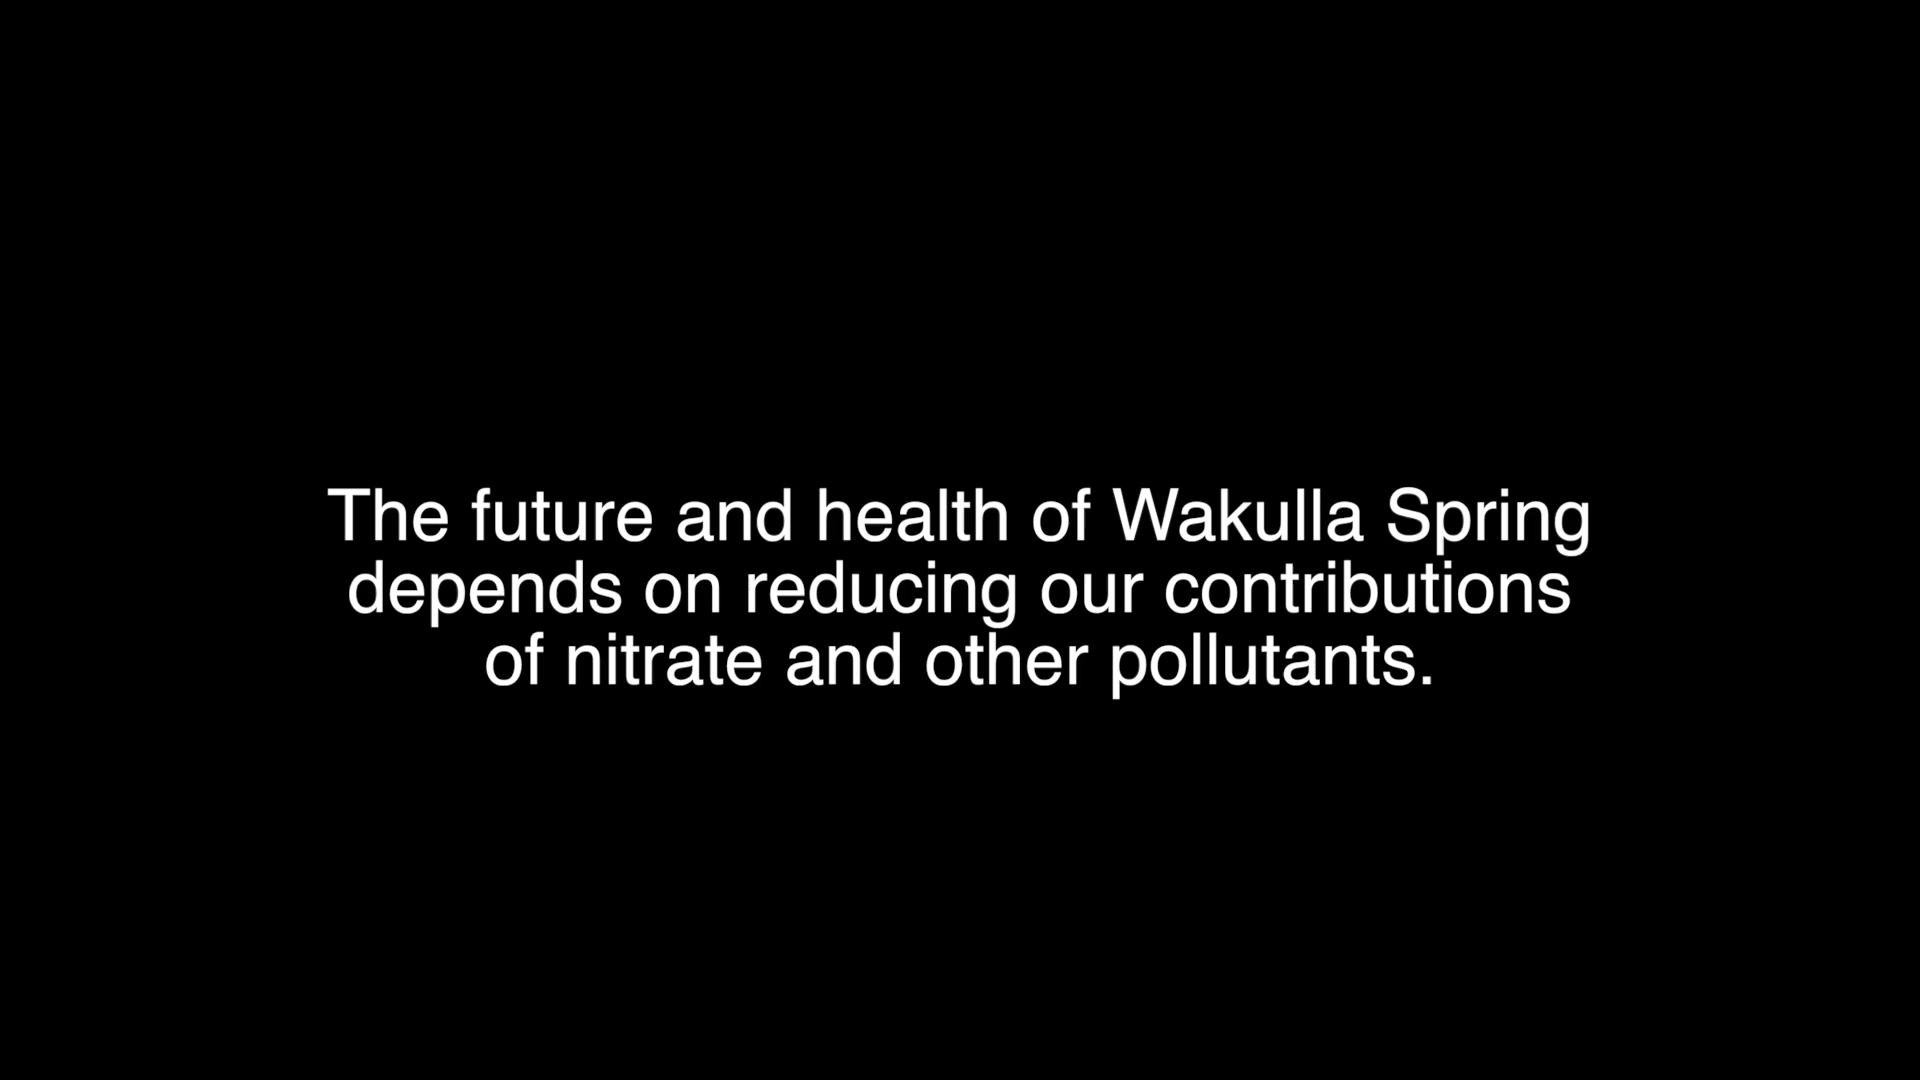 The future and health of Wakulla Spring
depends on reducing our contributions
of nitrate and other pollutants.